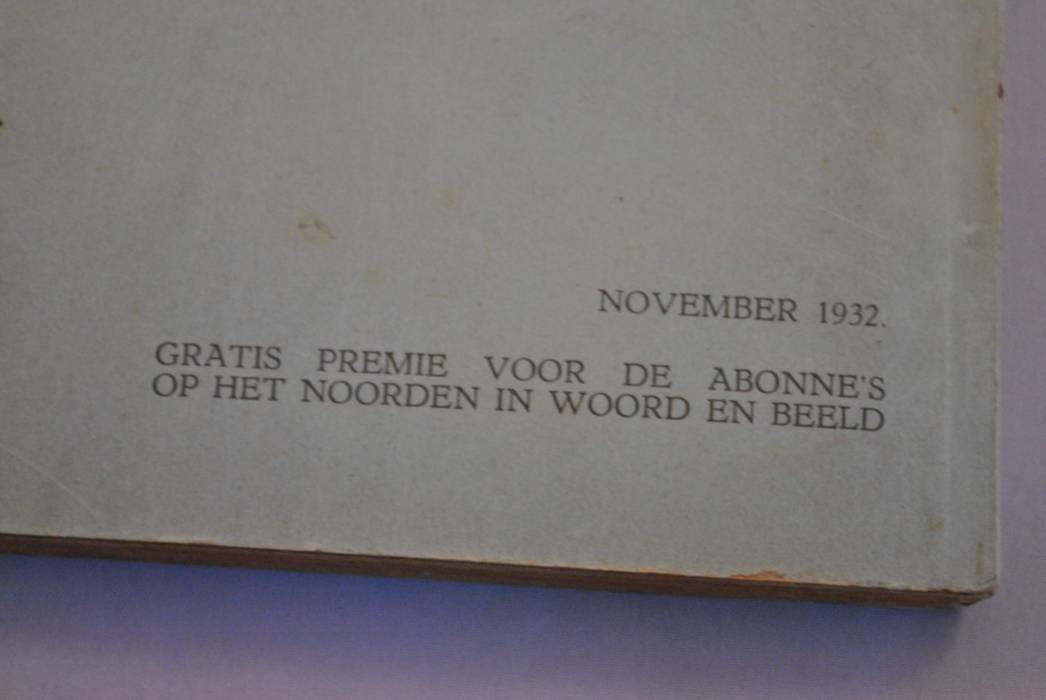 NOVEMBER 1932.
GRATIS PREMIE VOOR DE ABONNE'S
OP HET NOORDEN IN WOORD EN BEELD